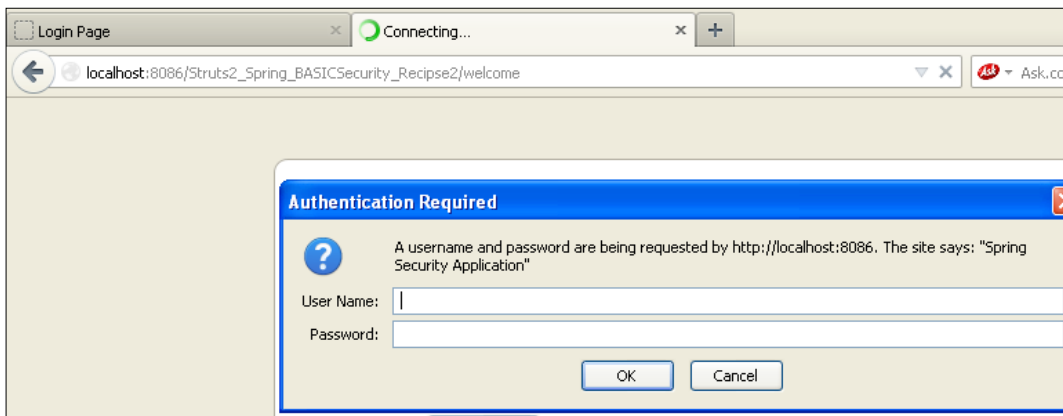 Login Page
Connecting...
localhost:8086/Struts2_Spring_BASICSecurity_Recipse2/welcome
Ask
Ask.co
Authentication Required
A username and password are being requested by http://localhost:8086. The site says: "Spring
Security Application"
User Name:
Password:
OK
Cancel